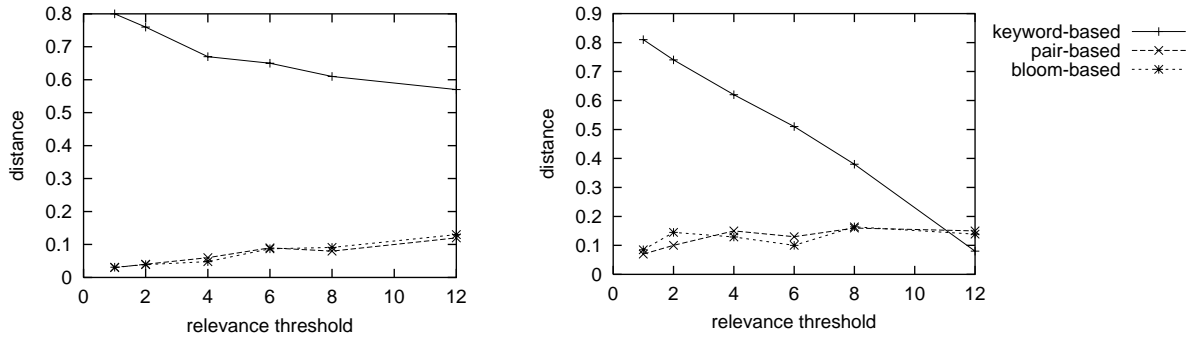 0.8
0.7
0.6
0.5
0.4
0.3
0.2
0.1
0
distance
0 2 4 6 8 10 12
relevance threshold
0.9
0.8
0.7
0.6
0.5
0.4
0.3
0.2
0.1
0
distance
0 2 4 6 8 10 12
relevance threshold
keyword-based
pair-based
bloom-based